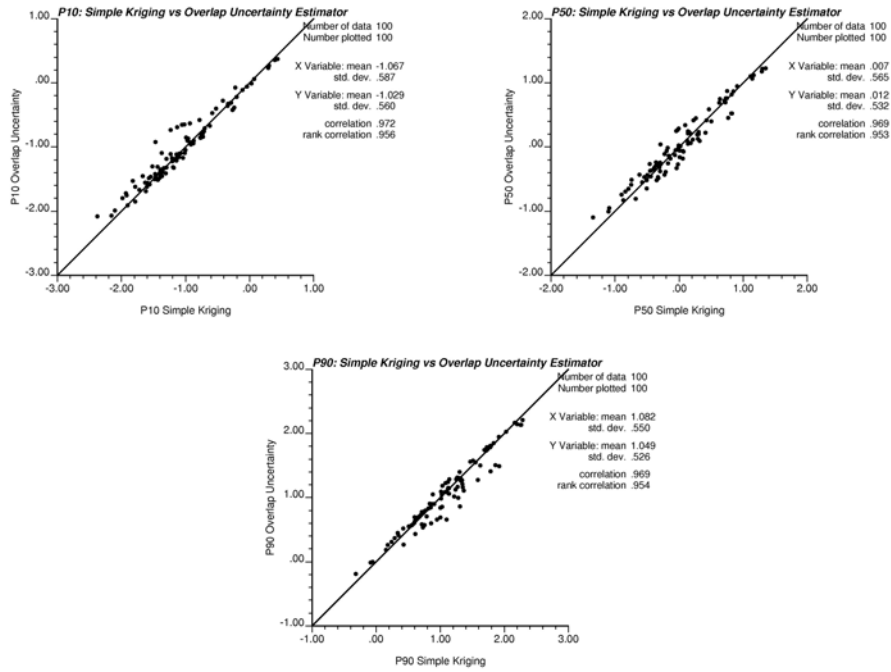 P10: Simple Kriging vs Overlap Uncertainty Estimator
Number of data 100
Number plotted 100
X Variable: mean -1.067
std. dev. .587
Y Variable: mean -1.029
std. dev. .560
correlation .972
rank correlation .956
P10 Overlap Uncertainty
1.00
.00
-1.00
-2.00
-3.00
-3.00 -2.00 -1.00 .00 1.00
P10 Simple Kriging
P50: Simple Kriging vs Overlap Uncertainty Estimator
Number of data 100
Number plotted 100
X Variable: mean .007
std. dev. .565
Y Variable: mean .012
std. dev. .532
correlation .969
rank correlation .953
P50 Overlap Uncertainty
2.00
1.00
.00
-1.00
-2.00
-2.00 -1.00 .00 1.00 2.00
P50 Simple Kriging
P90: Simple Kriging vs Overlap Uncertainty Estimator
Number of data 100
Number plotted 100
X Variable: mean 1.082
std. dev. .550
Y Variable: mean 1.049
std. dev. .526
correlation .969
rank correlation .954
P90 Overlap Uncertainty
3.00
2.00
1.00
.00
-1.00
-1.00 .00 1.00 2.00 3.00
P90 Simple Kriging